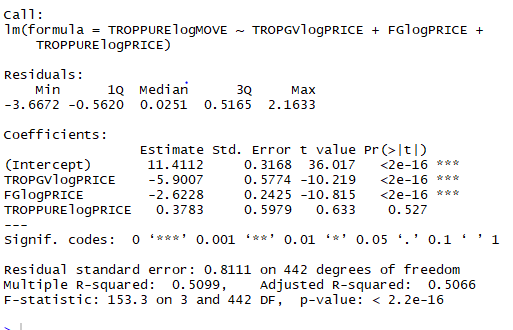 Call:
lm(formula = TROPPURElogMOVE ~ TROPGVlogPRICE + FGlogPRICE +
    TROPPURElogPRICE)
Residuals:
    Min      1Q  Median      3Q     Max
-3.6672 -0.5620  0.0251  0.5165  2.1633
Coefficients:
                 Estimate Std. Error t value Pr(>|t|)
(Intercept)       11.4112     0.3168  36.017   <2e-16 ***
TROPGVlogPRICE    -5.9007     0.5774 -10.219   <2e-16 ***
FGlogPRICE        -2.6228     0.2425 -10.815   <2e-16 ***
TROPPURElogPRICE   0.3783     0.5979   0.633    0.527
---
Signif. codes:  0 ‘***’ 0.001 ‘**’ 0.01 ‘*’ 0.05 ‘.’ 0.1 ‘ ’ 1
Residual standard error: 0.8111 on 442 degrees of freedom
Multiple R-squared:  0.5099,    Adjusted R-squared:  0.5066
F-statistic: 153.3 on 3 and 442 DF,  p-value: < 2.2e-16
>